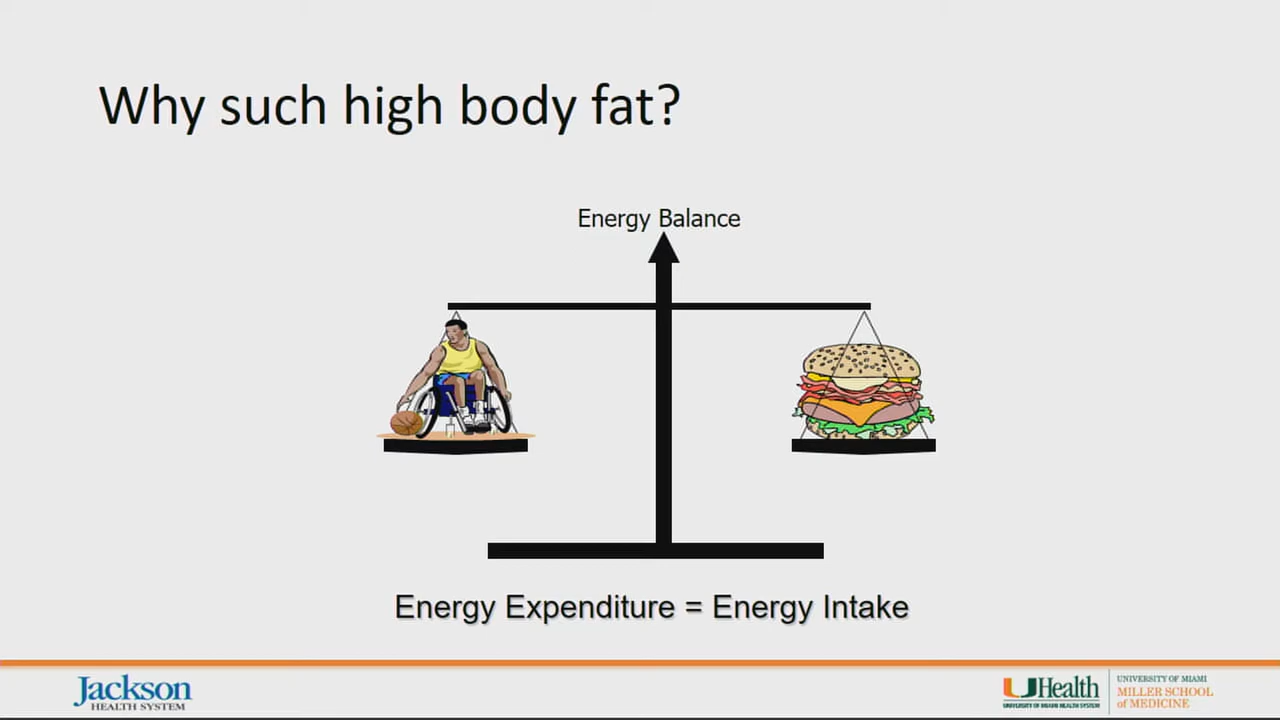 Why such high body fat?
Energy Balance
Energy Expenditure = Energy Intake
Jackson
HEALTH SYSTEM
UHealth
UNIVERSITY OF MIAMI HEALTH SYSTEM
UNIVERSITY OF MIAMI
MILLER SCHOOL
of MEDICINE